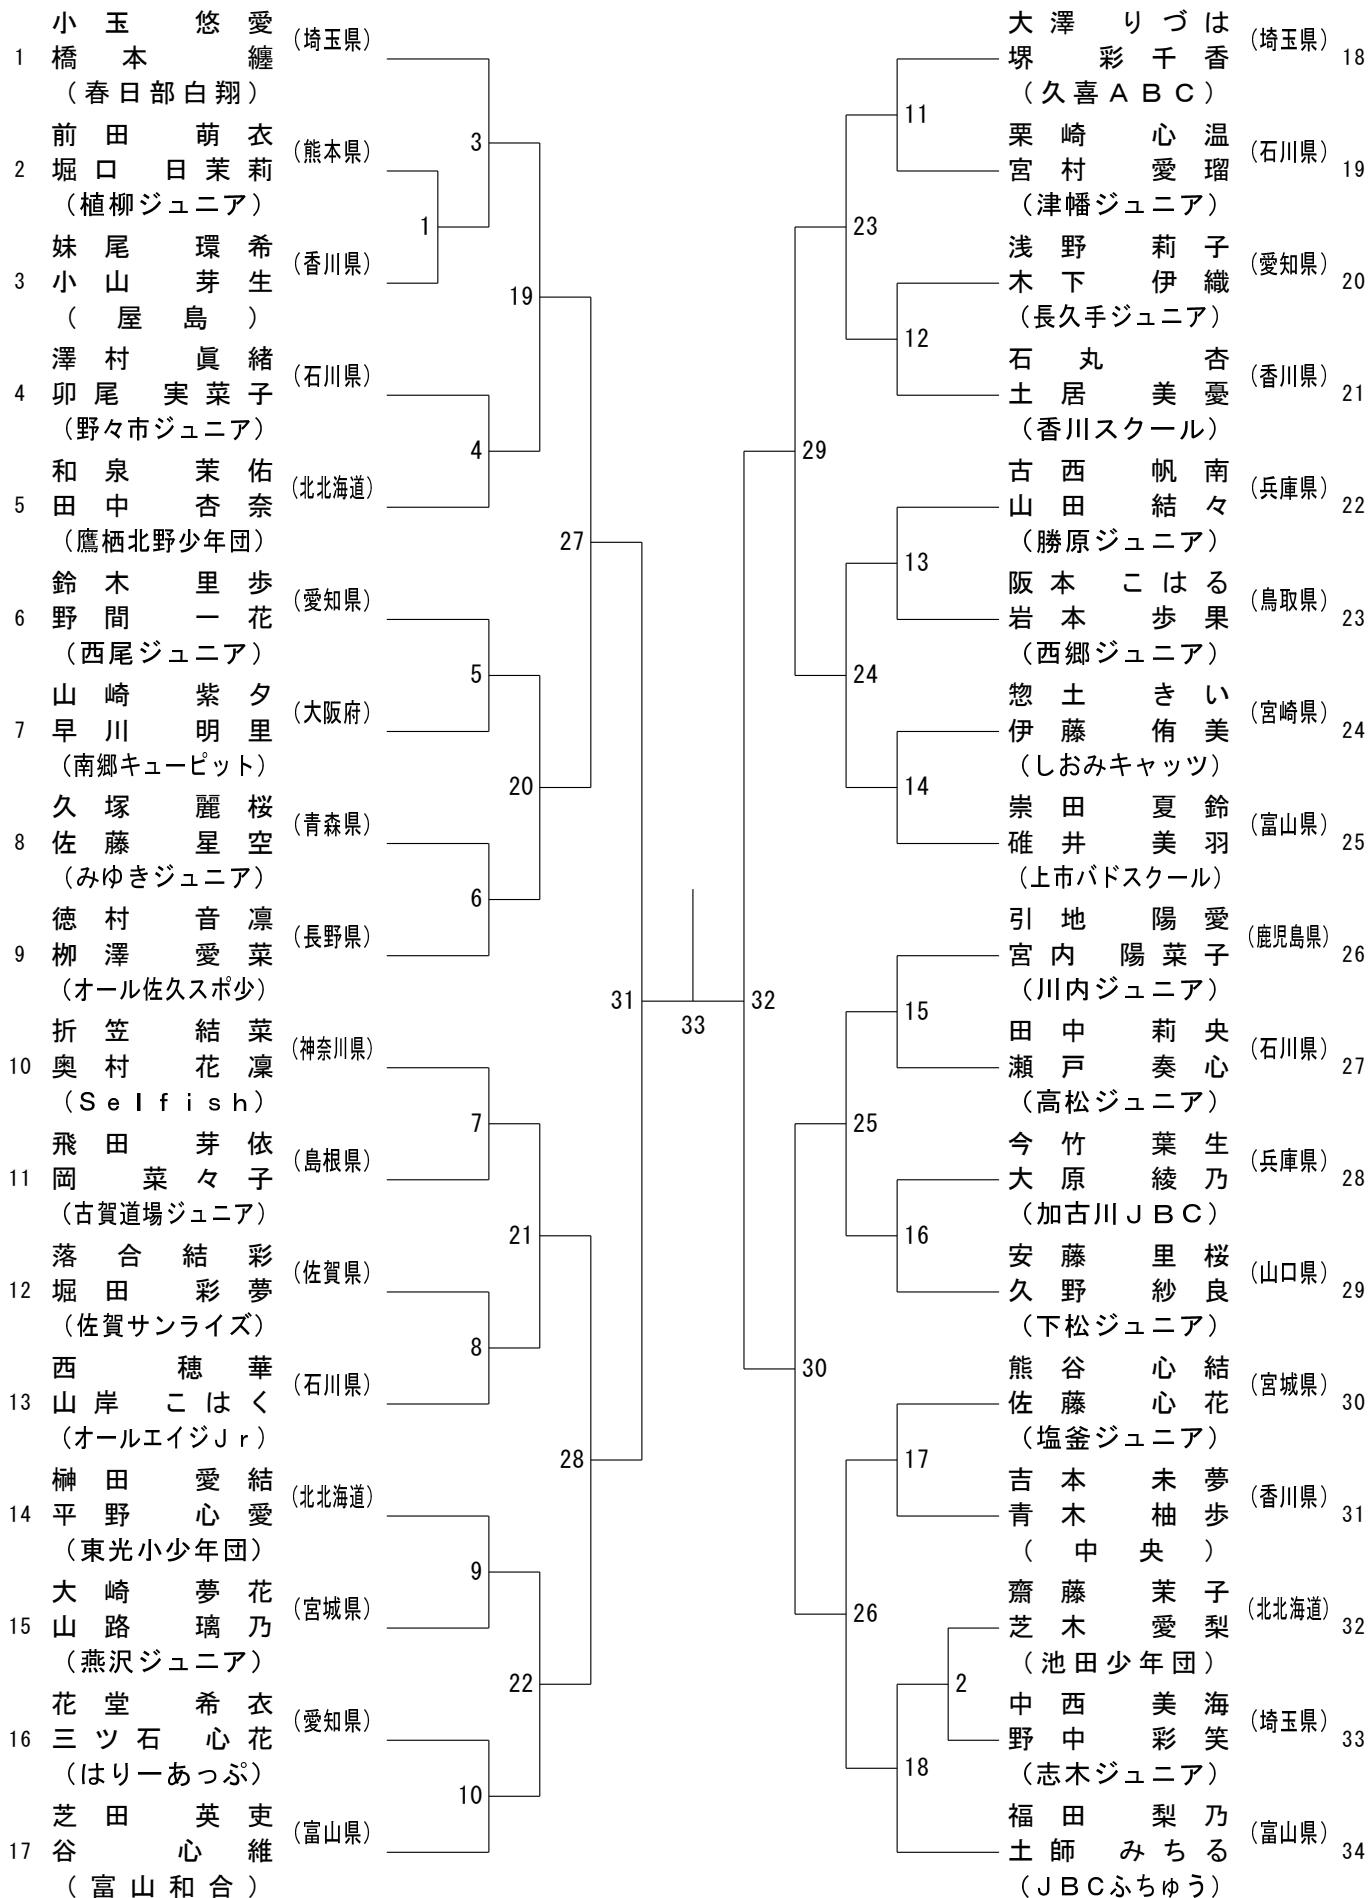 小玉 悠愛 (埼玉県)
1 橋本 纏
(春日部白翔)
前田 萌衣 (熊本県)
2 堀口 日茉莉
(植柳ジュニア)
妹尾 環希 (香川県)
3 小山 芽生
(屋島)
澤村 眞緒 (石川県)
4 卯尾 実菜子
(野々市ジュニア)
和泉 茉佑 (北北海道)
5 田中 杏奈
(鷹栖北野少年団)
鈴木 里歩 (愛知県)
6 野間 一花
(西尾ジュニア)
山崎 紫夕 (大阪府)
7 早川 明里
(南郷キューピット)
久塚 麗桜 (青森県)
8 佐藤 星空
(みゆきジュニア)
徳村 音凛 (長野県)
9 栁澤 愛菜
(オール佐久スポ少)
折笠 結菜 (神奈川県)
10 奥村 花凜
(Selfish)
飛田 芽依 (島根県)
11 岡 菜々子
(古賀道場ジュニア)
落合 結彩 (佐賀県)
12 堀田 彩夢
(佐賀サンライズ)
西 穂華 (石川県)
13 山岸 こはく
(オールエイジJr)
榊田 愛結 (北北海道)
14 平野 心愛
(東光小少年団)
大崎 夢花 (宮城県)
15 山路 璃乃
(燕沢ジュニア)
花堂 希衣 (愛知県)
16 三ツ石 心花
(はりーあっぷ)
芝田 英吏 (富山県)
17 谷 心維
(富山和合)
3
1
19
4
27
5
20
6
31
7
21
8
28
9
22
10
33
32
11
23
12
29
13
24
14
15
25
16
30
17
26
2
18
大澤 りづは (埼玉県)
堺 彩千香 18
(久喜ABC)
栗崎 心温 (石川県)
宮村 愛瑠 19
(津幡ジュニア)
浅野 莉子 (愛知県)
木下 伊織 20
(長久手ジュニア)
石丸 杏 (香川県)
土居 美憂 21
(香川スクール)
古西 帆南 (兵庫県)
山田 結々 22
(勝原ジュニア)
阪本 こはる (鳥取県)
岩本 歩果 23
(西郷ジュニア)
惣土 きい (宮崎県)
伊藤 侑美 24
(しおみキャッツ)
崇田 夏鈴 (富山県)
碓井 美羽 25
(上市バドスクール)
引地 陽愛 (鹿児島県)
宮内 陽菜子 26
(川内ジュニア)
田中 莉央 (石川県)
瀬戸 奏心 27
(高松ジュニア)
今竹 葉生 (兵庫県)
大原 綾乃 28
(加古川JBC)
安藤 里桜 (山口県)
久野 紗良 29
(下松ジュニア)
熊谷 心結 (宮城県)
佐藤 心花 30
(塩釜ジュニア)
吉本 未夢 (香川県)
青木 柚歩 31
(中央)
齋藤 茉子 (北北海道)
芝木 愛梨 32
(池田少年団)
中西 美海 (埼玉県)
野中 彩笑 33
(志木ジュニア)
福田 梨乃 (富山県)
土師 みちる 34
(JBCふちゅう)